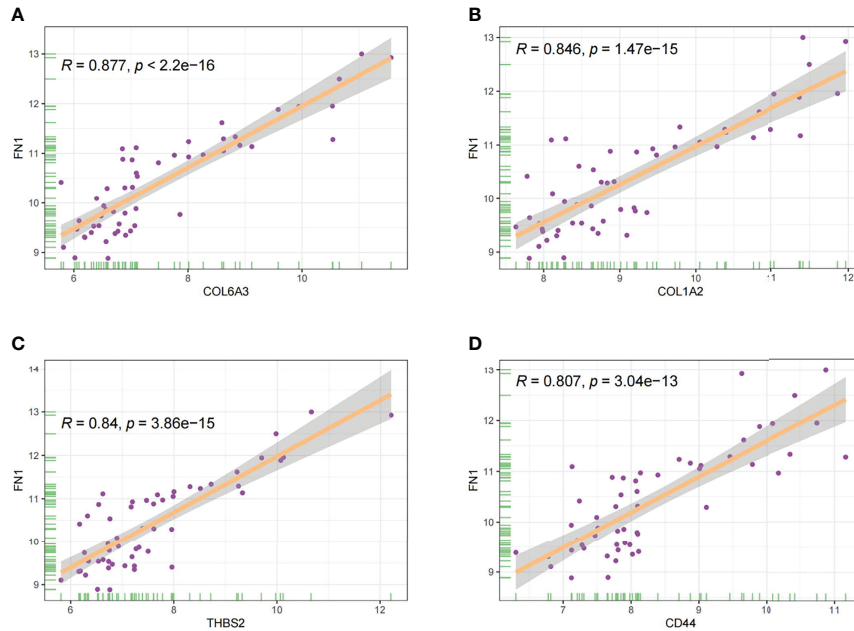 A
R = 0.877, p < 2.2e−16
13
12
11
10
9
FN1
6
8
10
COL6A3
B
R = 0.846, p = 1.47e−15
13
12
11
10
9
FN1
8
9
10
11
12
COL1A2
C
R = 0.84, p = 3.86e−15
14
13
12
11
10
9
FN1
6
8
10
12
THBS2
D
R = 0.807, p = 3.04e−13
13
12
11
10
9
FN1
7
8
9
10
11
CD44